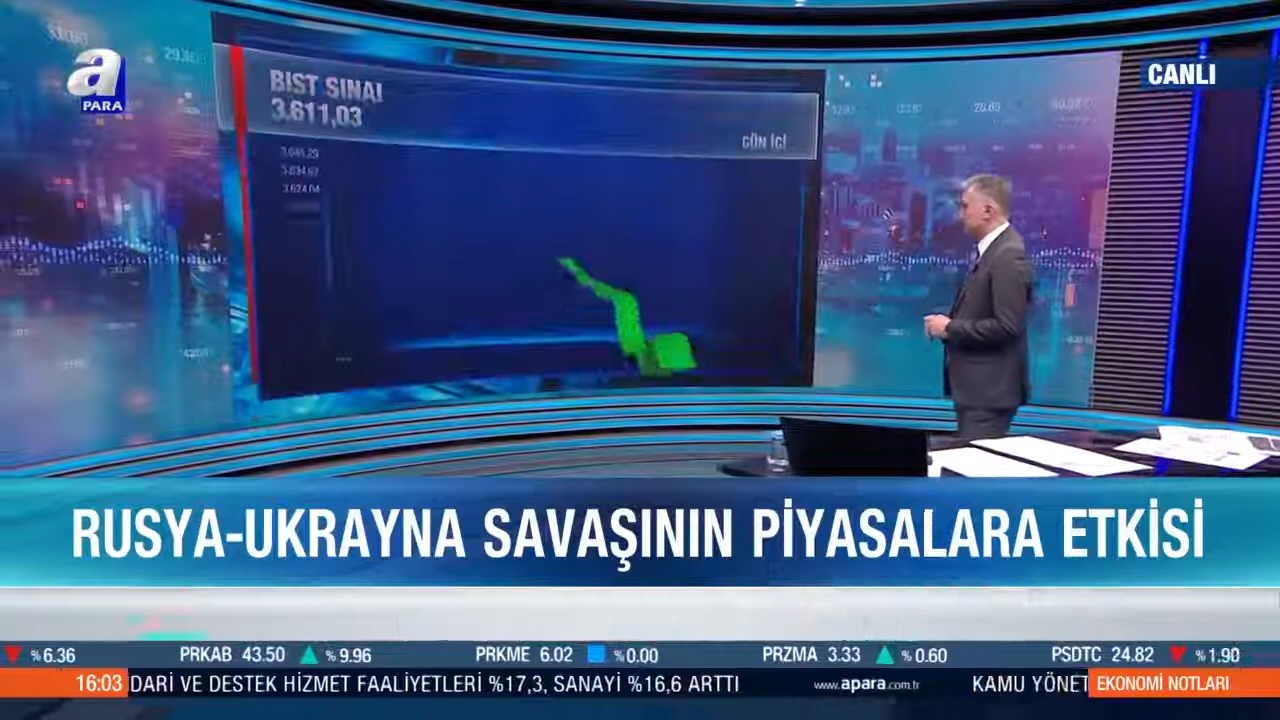 a
PARA
BIST SINAİ
3.611,03
GÜN İÇİ
CANLI
RUSYA-UKRAYNA SAVAŞININ PİYASALARA ETKİSİ
%6.36 PRKAB 43.50 %9.96 PRKME 6.02 %0.00 PRZMA 3.33 %0.60 PSDTC 24.82 %1.90
16:03 DARİ VE DESTEK HİZMET FAALİYETLERİ %17,3, SANAYİ %16,6 ARTTI www.apara.com.tr KAMU YÖNET EKONOMİ NOTLARI